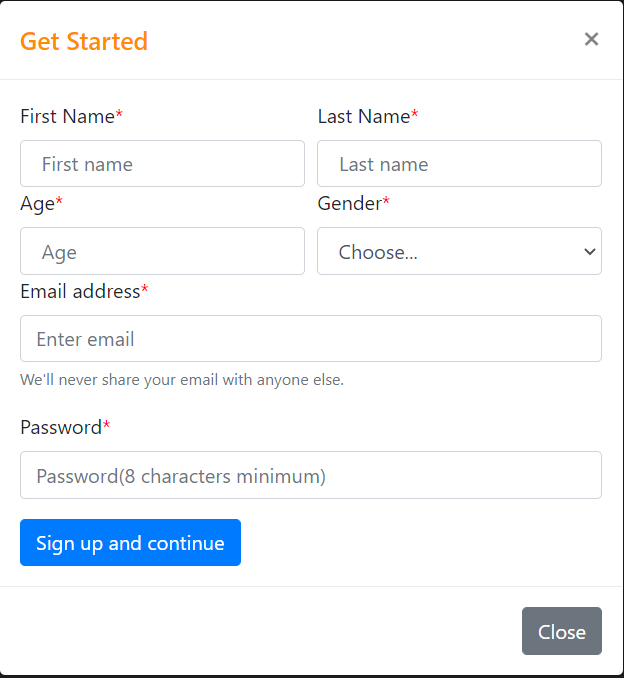 Get Started ×
First Name* Last Name*
First name Last name
Age* Gender*
Age Choose...
Email address*
Enter email
We'll never share your email with anyone else.
Password*
Password(8 characters minimum)
Sign up and continue
Close